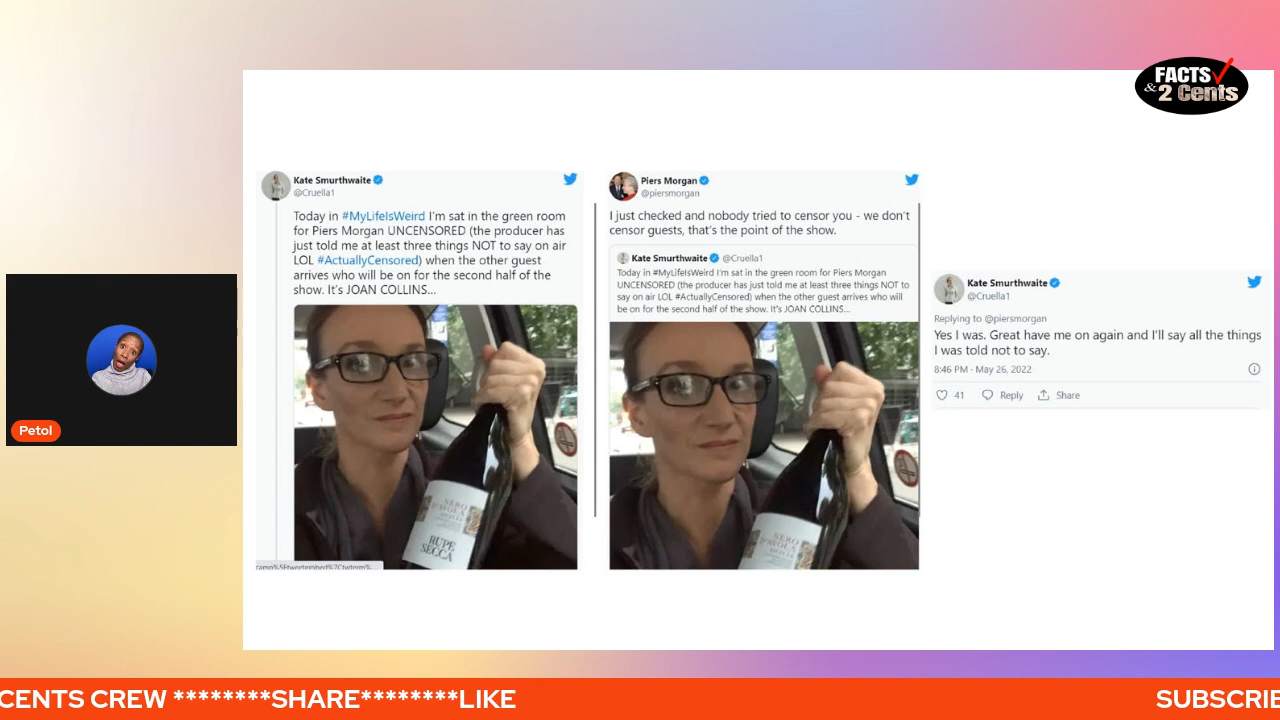 FACTS
& 2 Cents
Kate Smurthwaite
@Cruella1
Today in #MyLifeIsWeird I'm sat in the green room
for Piers Morgan UNCENSORED (the producer has
just told me at least three things NOT to say on air
LOL #ActuallyCensored) when the other guest
arrives who will be on for the second half of the
show. It's JOAN COLLINS...
RUPE
SECCA
Piers Morgan
@piersmorgan
I just checked and nobody tried to censor you - we don't
censor guests, that's the point of the show.
Kate Smurthwaite @Cruella1
Today in #MyLifeIsWeird I'm sat in the green room for Piers Morgan
UNCENSORED (the producer has just told me at least three things NOT to
say on air LOL #ActuallyCensored) when the other guest arrives who will
be on for the second half of the show. It's JOAN COLLINS...
Kate Smurthwaite
@Cruella1
Replying to @piersmorgan
Yes I was. Great have me on again and I'll say all the things
I was told not to say.
8:46 PM · May 26, 2022
41 Reply Share
Petol
CENTS CREW ********SHARE********LIKE
SUBSCRIBE